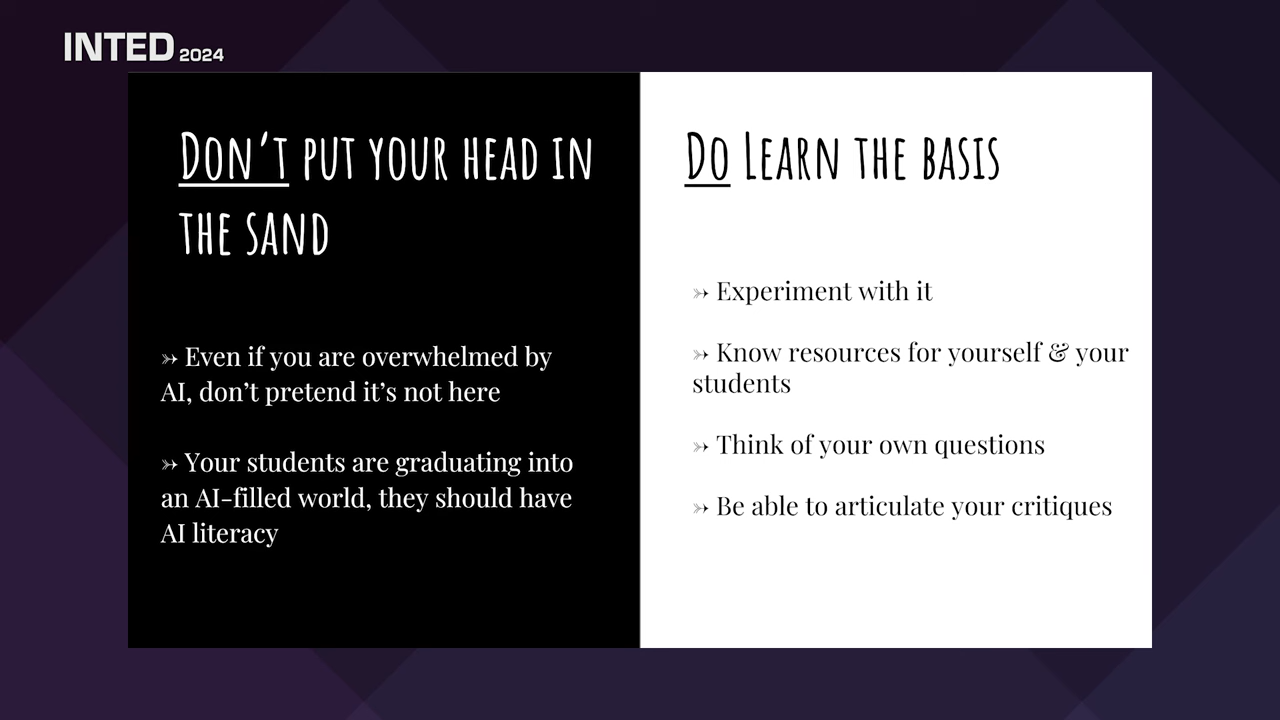 INTED 2024
Don't put your head in
the sand
➳ Even if you are overwhelmed by
AI, don't pretend it's not here
➳ Your students are graduating into
an AI-filled world, they should have
AI literacy
Do Learn the basis
➳ Experiment with it
➳ Know resources for yourself & your
students
➳ Think of your own questions
➳ Be able to articulate your critiques